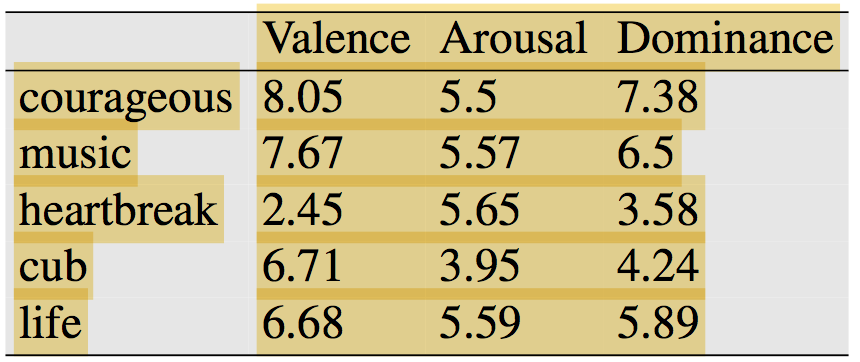 Valence Arousal Dominance
courageous 8.05 5.5 7.38
music 7.67 5.57 6.5
heartbreak 2.45 5.65 3.58
cub 6.71 3.95 4.24
life 6.68 5.59 5.89